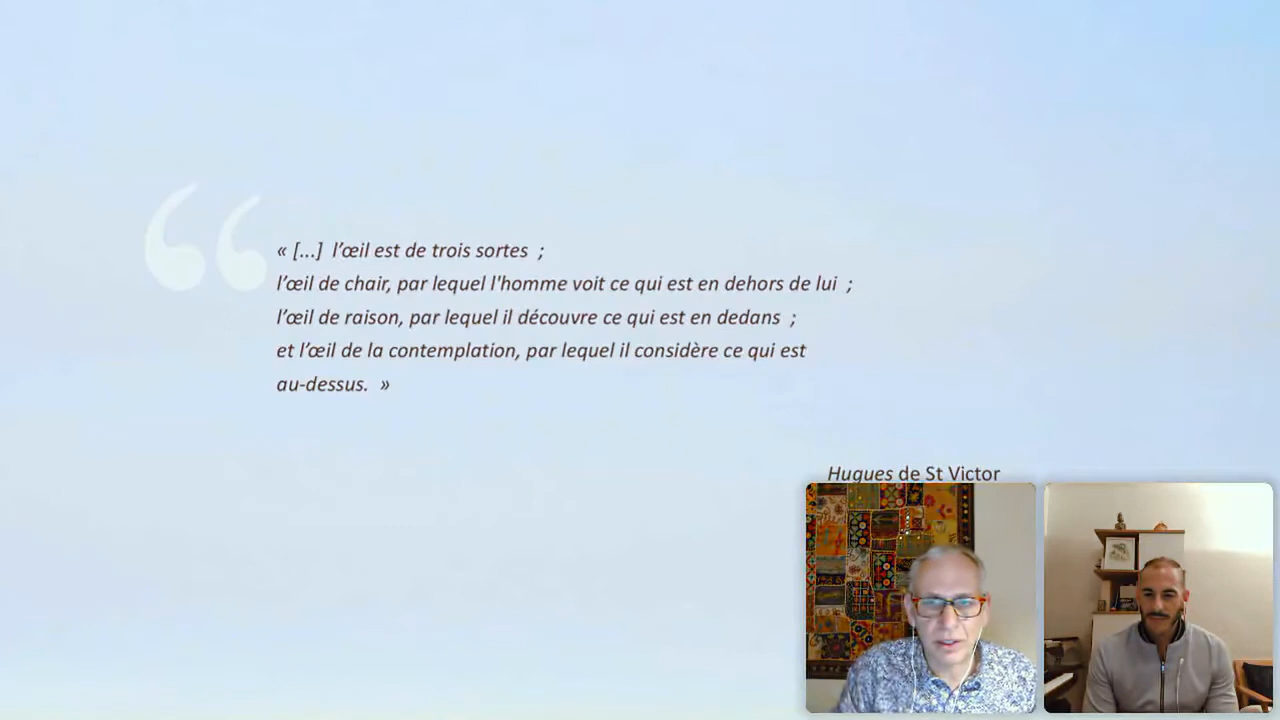 « [...] l’œil est de trois sortes ;
l’œil de chair, par lequel l'homme voit ce qui est en dehors de lui ;
l’œil de raison, par lequel il découvre ce qui est en dedans ;
et l’œil de la contemplation, par lequel il considère ce qui est
au-dessus. »
Hugues de St Victor